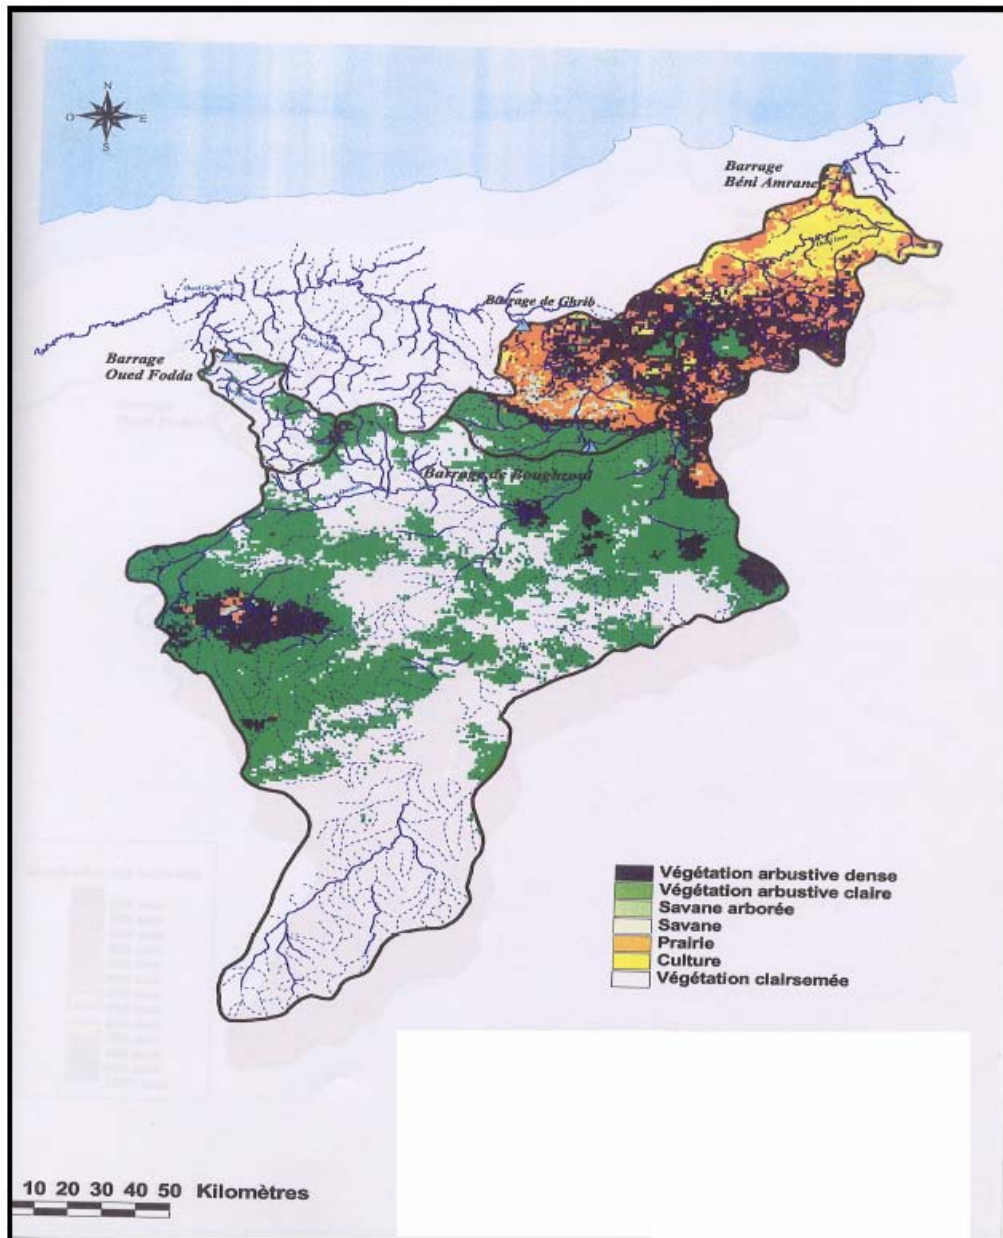 N
O E
S
Barrage
Béni Amrane
Barrage de Ghrib
Barrage
Oued Fodda
Barrage de Boughzoul
Végétation arbustive dense
Végétation arbustive claire
Savane arborée
Savane
Prairie
Culture
Végétation clairsemée
10 20 30 40 50 Kilomètres